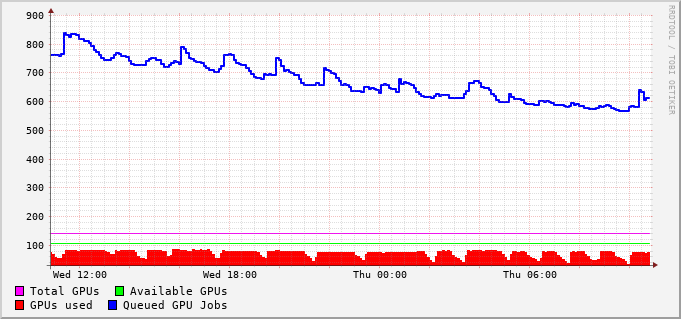 900
800
700
600
500
400
300
200
100
Wed 12:00 Wed 18:00 Thu 00:00 Thu 06:00
Total GPUs Available GPUs
GPUs used Queued GPU Jobs
RRDTOOL / TOBI OETIKER